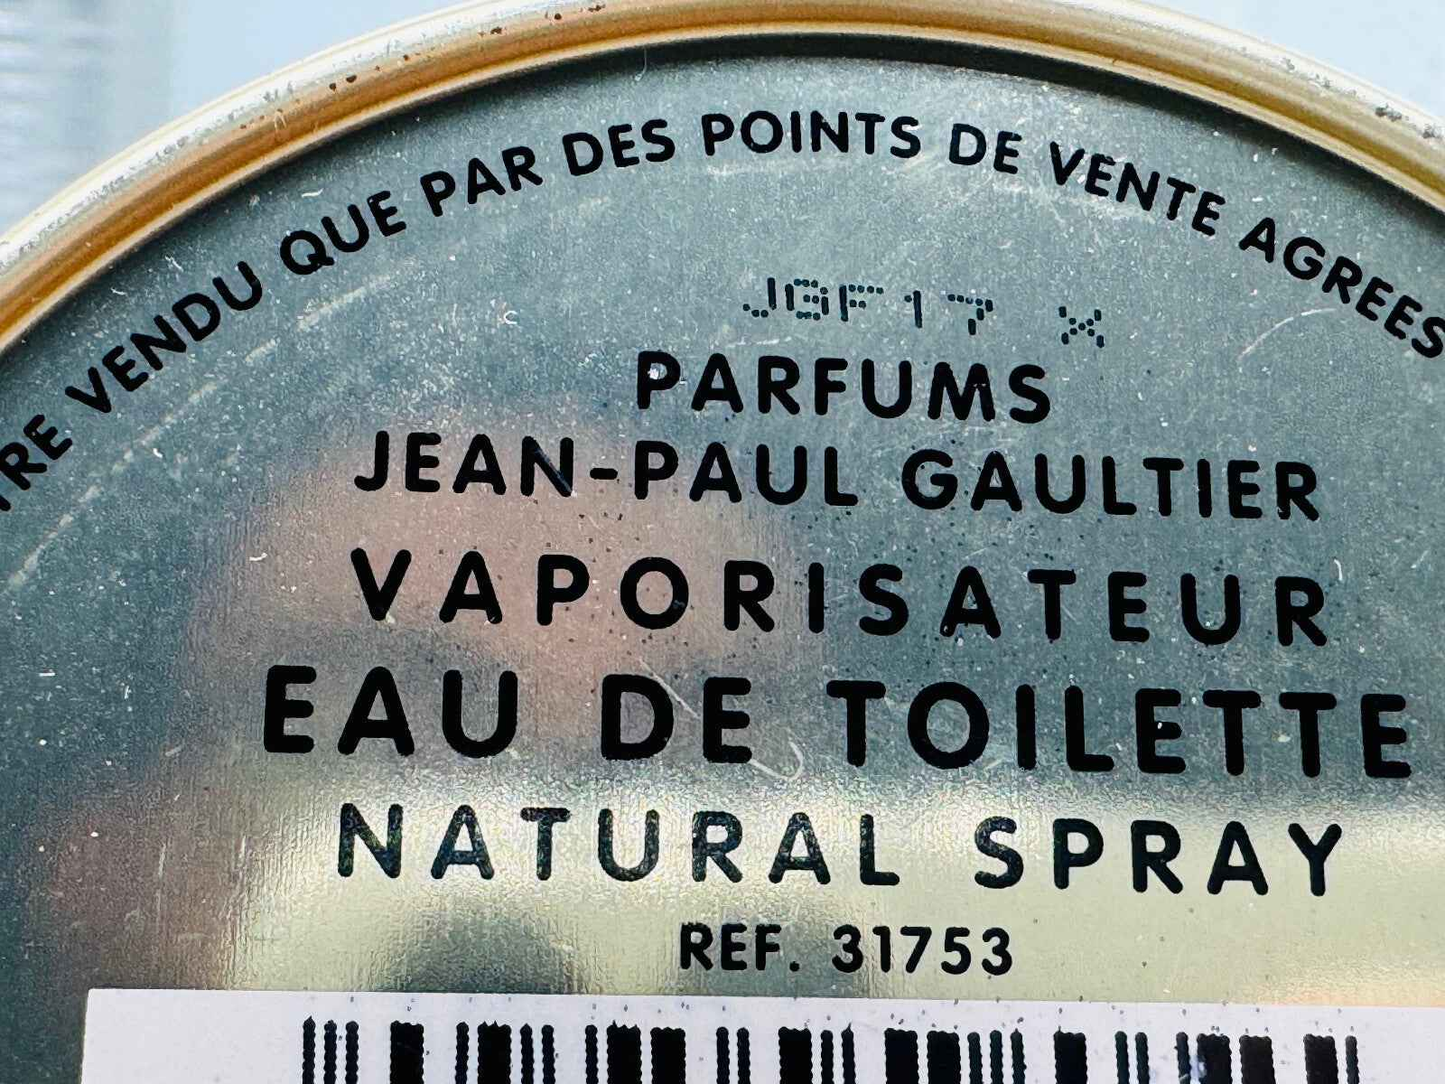 VENDU QUE PAR DES POINTS DE VENTE AGREES
JGF17 X
PARFUMS
JEAN-PAUL GAULTIER
VAPORISATEUR
EAU DE TOILETTE
NATURAL SPRAY
REF. 31753